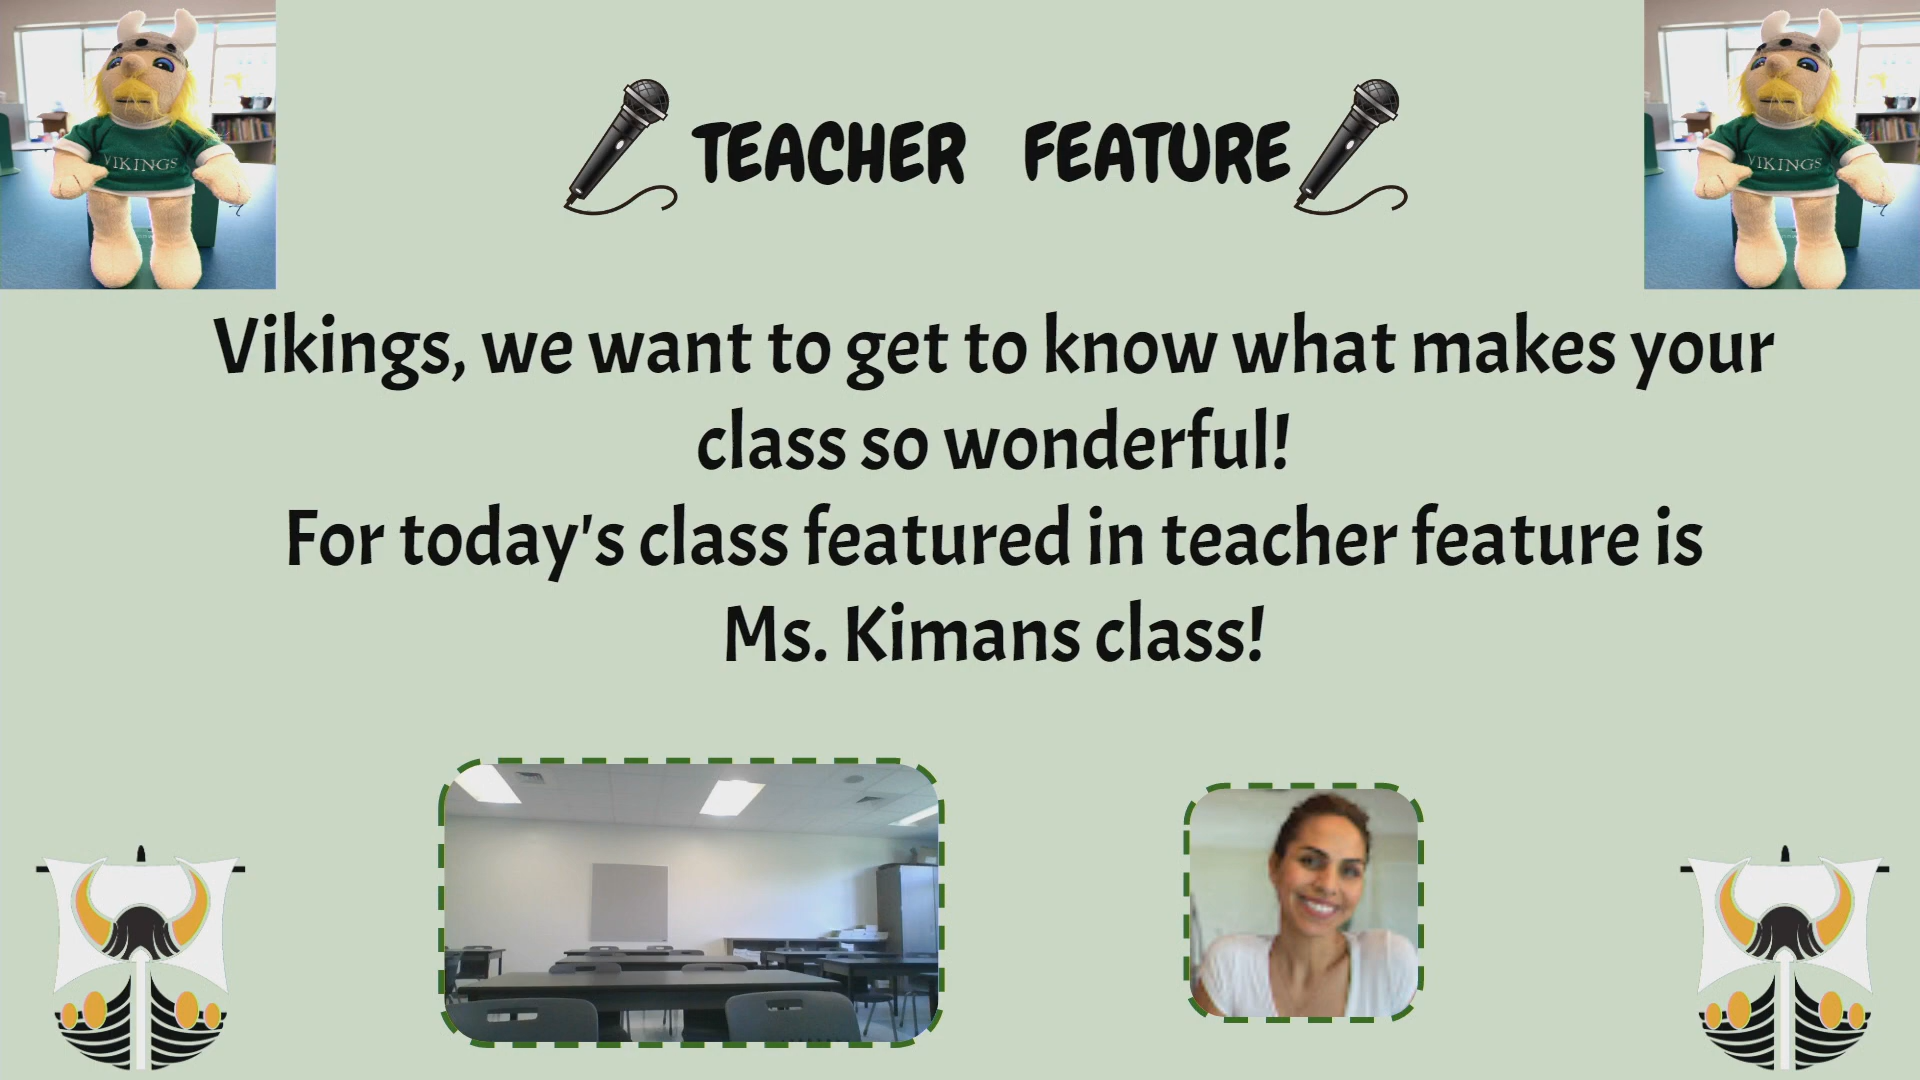 TEACHER FEATURE
VIKINGS
VIKINGS
Vikings, we want to get to know what makes your
class so wonderful!
For today's class featured in teacher feature is
Ms. Kimans class!